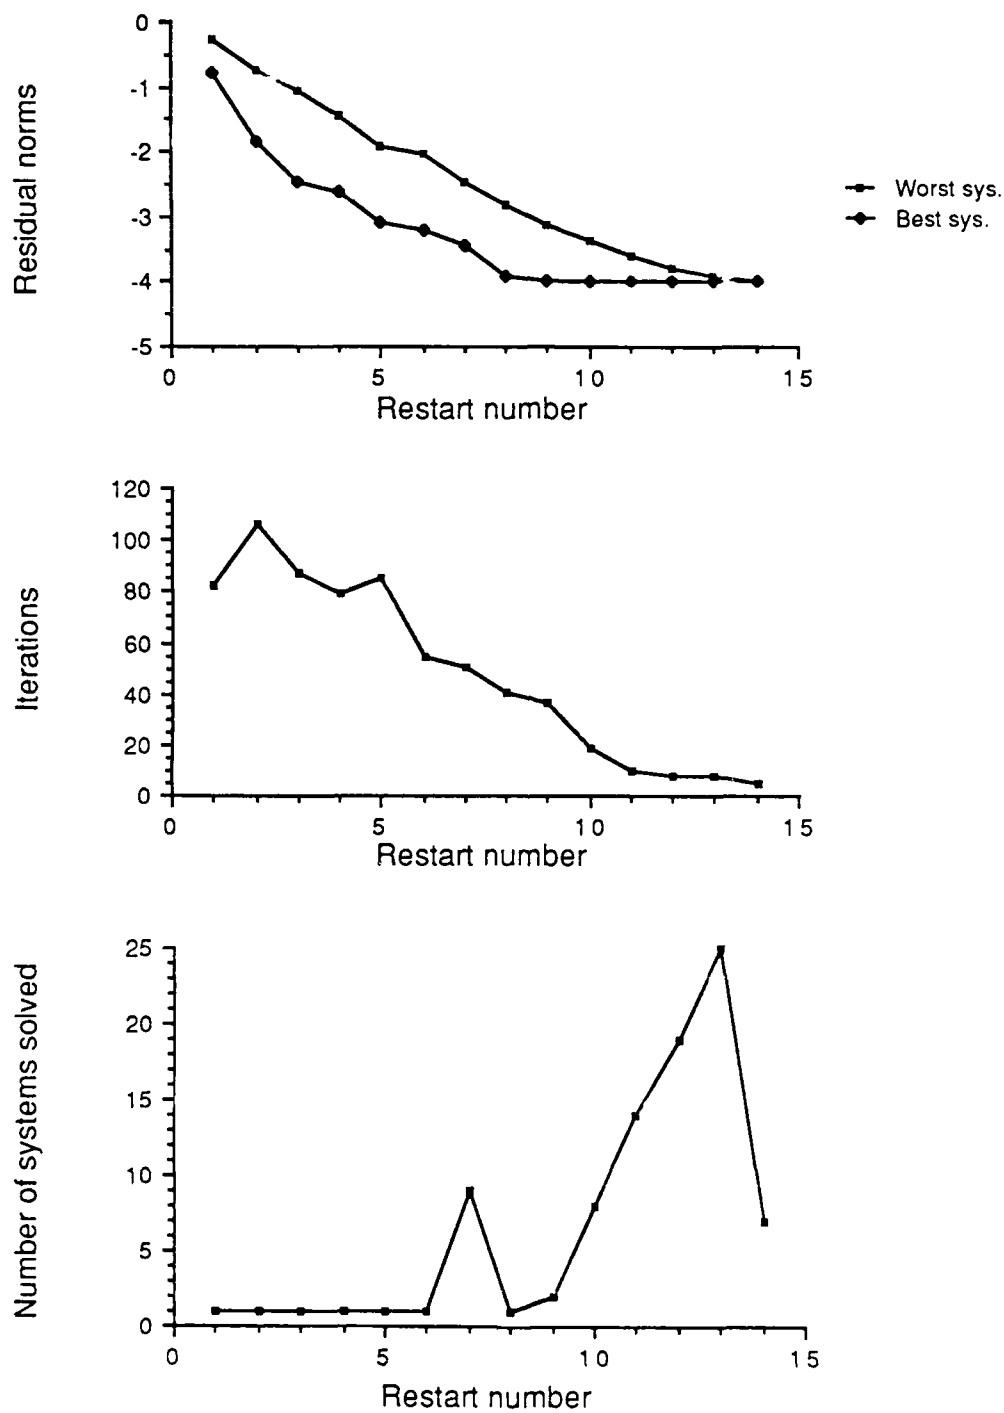 0
-1
-2
-3
-4
-5
Residual norms
0 5 10 15
Restart number
Worst sys.
Best sys.
120
100
80
60
40
20
0
Iterations
0 5 10 15
Restart number
25
20
15
10
5
0
Number of systems solved
0 5 10 15
Restart number